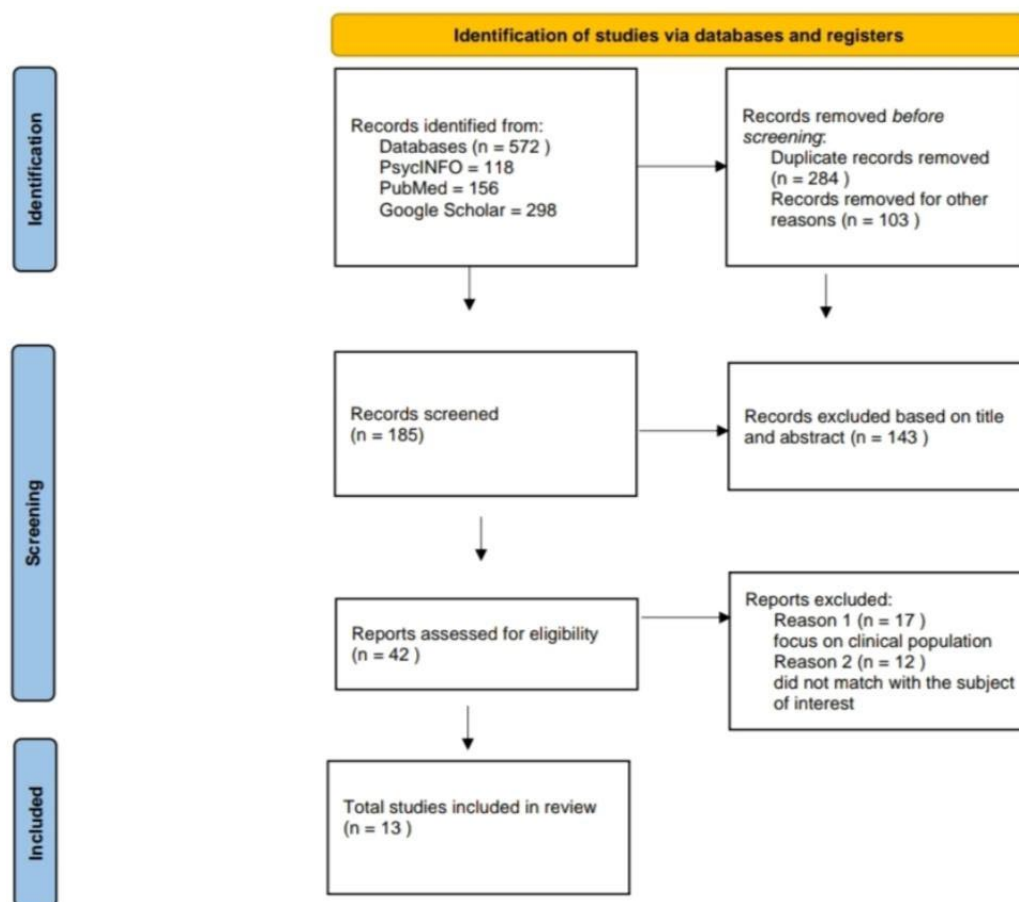 Identification of studies via databases and registers
Identification
Records identified from:
Databases (n = 572 )
PsycINFO = 118
PubMed = 156
Google Scholar = 298
Records removed before
screening:
Duplicate records removed
(n = 284 )
Records removed for other
reasons (n = 103 )
Screening
Records screened
(n = 185)
Records excluded based on title
and abstract (n = 143 )
Reports assessed for eligibility
(n = 42 )
Reports excluded:
Reason 1 (n = 17 )
focus on clinical population
Reason 2 (n = 12 )
did not match with the subject
of interest
Included
Total studies included in review
(n = 13 )